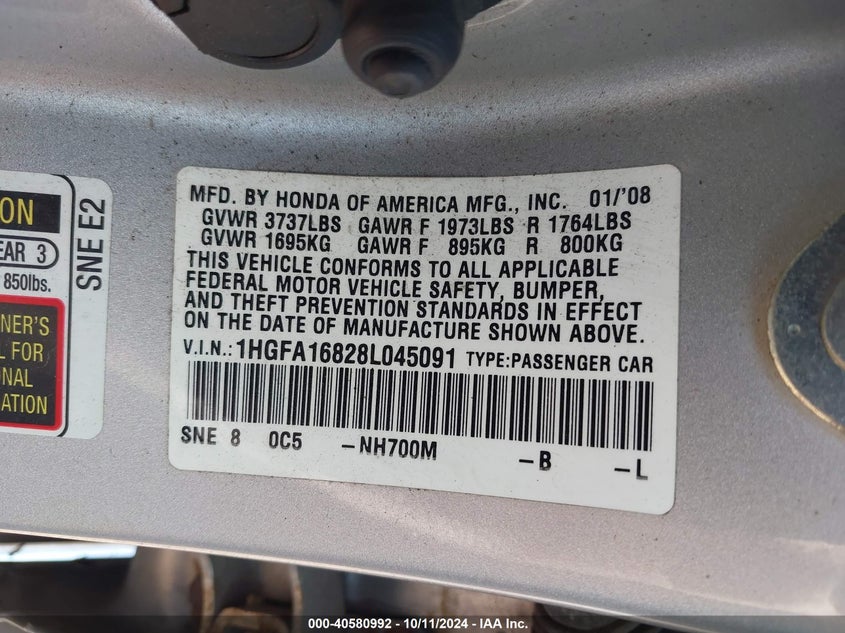 ON
EAR 3
850lbs.
NER'S
L FOR
ONAL
ATION
SNE E2
MFD. BY HONDA OF AMERICA MFG., INC. 01/'08
GVWR 3737LBS GAWR F 1973LBS R 1764LBS
GVWR 1695KG GAWR F 895KG R 800KG
THIS VEHICLE CONFORMS TO ALL APPLICABLE
FEDERAL MOTOR VEHICLE SAFETY, BUMPER,
AND THEFT PREVENTION STANDARDS IN EFFECT
ON THE DATE OF MANUFACTURE SHOWN ABOVE.
V.I.N.: 1HGFA16828L045091 TYPE:PASSENGER CAR
SNE 8 0C5 -NH700M -B -L
000-40580992 - 10/11/2024 - IAA Inc.